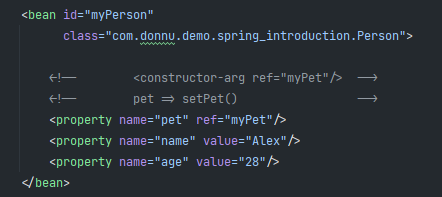 <bean id="myPerson"
class="com.donnu.demo.spring_introduction.Person">
<!-- <constructor-arg ref="myPet"/> -->
<!-- pet => setPet() -->
<property name="pet" ref="myPet"/>
<property name="name" value="Alex"/>
<property name="age" value="28"/>
</bean>